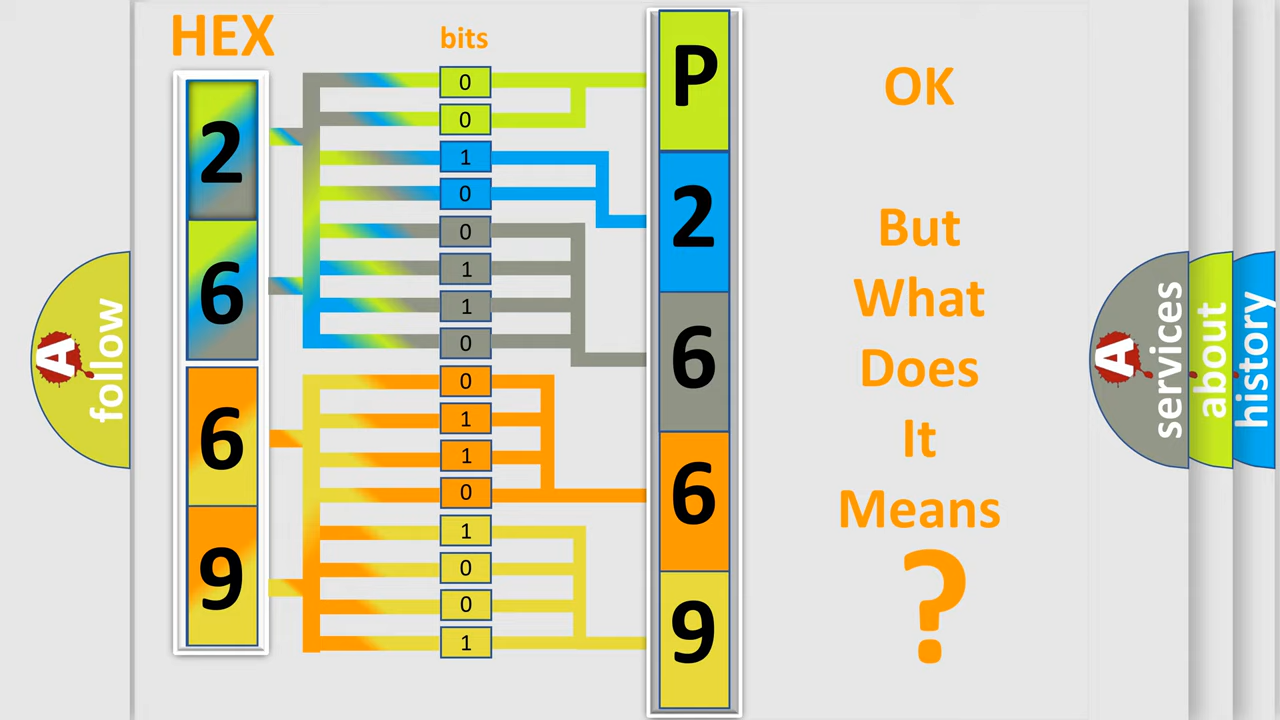 HEX
bits
2
6
6
9
0
0
1
0
0
1
1
0
0
1
1
0
1
0
0
1
P
2
6
6
9
OK
But
What
Does
It
Means
?
A
follow
A
services
about
history